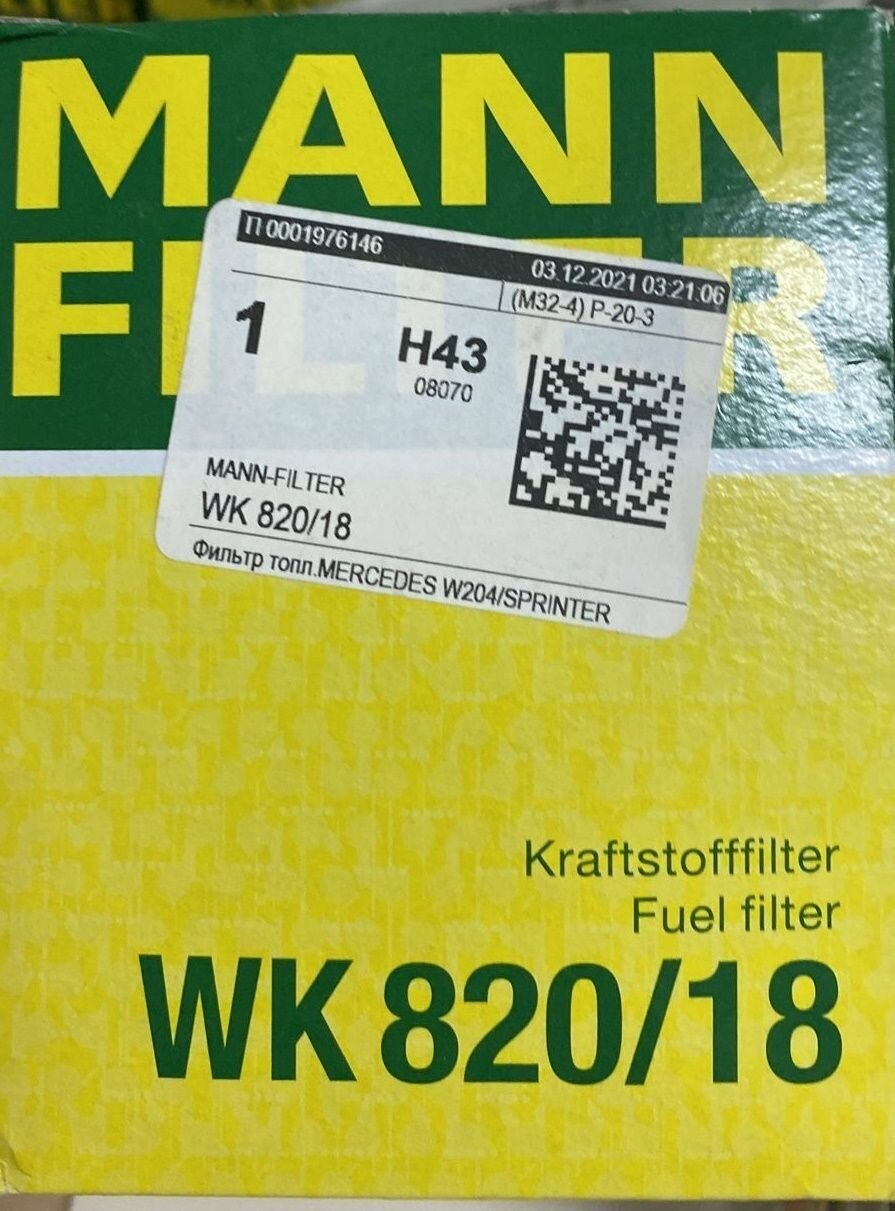 MANN
FILTER
П 0001976146
03.12.2021 03:21:06
(M32-4) P-20-3
1
H43
08070
MANN-FILTER
WK 820/18
Фильтр топл.MERCEDES W204/SPRINTER
Kraftstofffilter
Fuel filter
WK 820/18